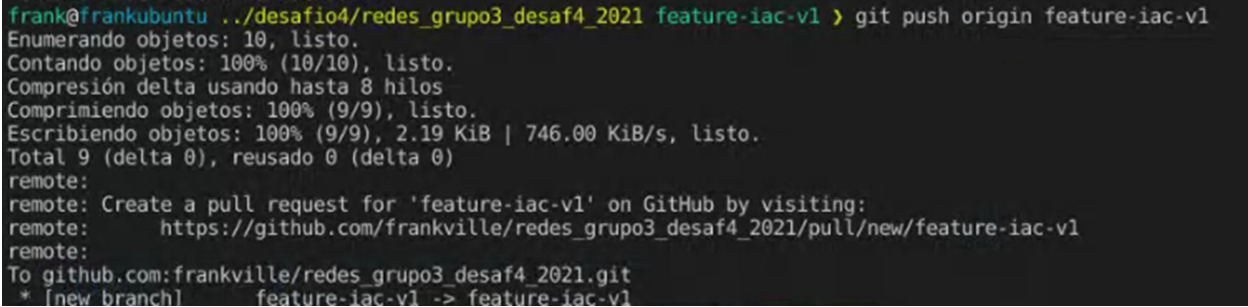 frank@frankubuntu ../desafio4/redes_grupo3_desaf4_2021 feature-iac-v1 ❯ git push origin feature-iac-v1
Enumerando objetos: 10, listo.
Contando objetos: 100% (10/10), listo.
Compresión delta usando hasta 8 hilos
Comprimiendo objetos: 100% (9/9), listo.
Escribiendo objetos: 100% (9/9), 2.19 KiB | 746.00 KiB/s, listo.
Total 9 (delta 0), reusado 0 (delta 0)
remote:
remote: Create a pull request for 'feature-iac-v1' on GitHub by visiting:
remote:      https://github.com/frankville/redes_grupo3_desaf4_2021/pull/new/feature-iac-v1
remote:
To github.com:frankville/redes_grupo3_desaf4_2021.git
 * [new branch]      feature-iac-v1 -> feature-iac-v1